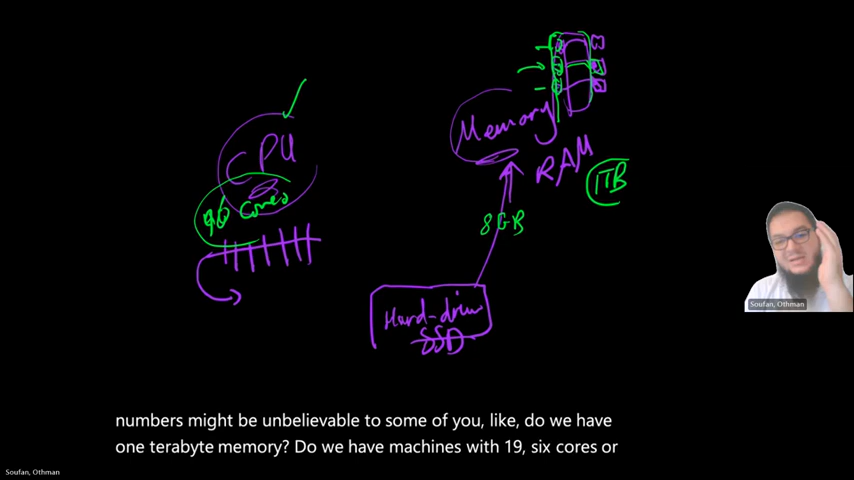 Memory
RAM
1TB
CPU
96 Cores
8GB
Hard-drive
SSD
Soufan, Othman
numbers might be unbelievable to some of you, like, do we have
one terabyte memory? Do we have machines with 19, six cores or
Soufan, Othman